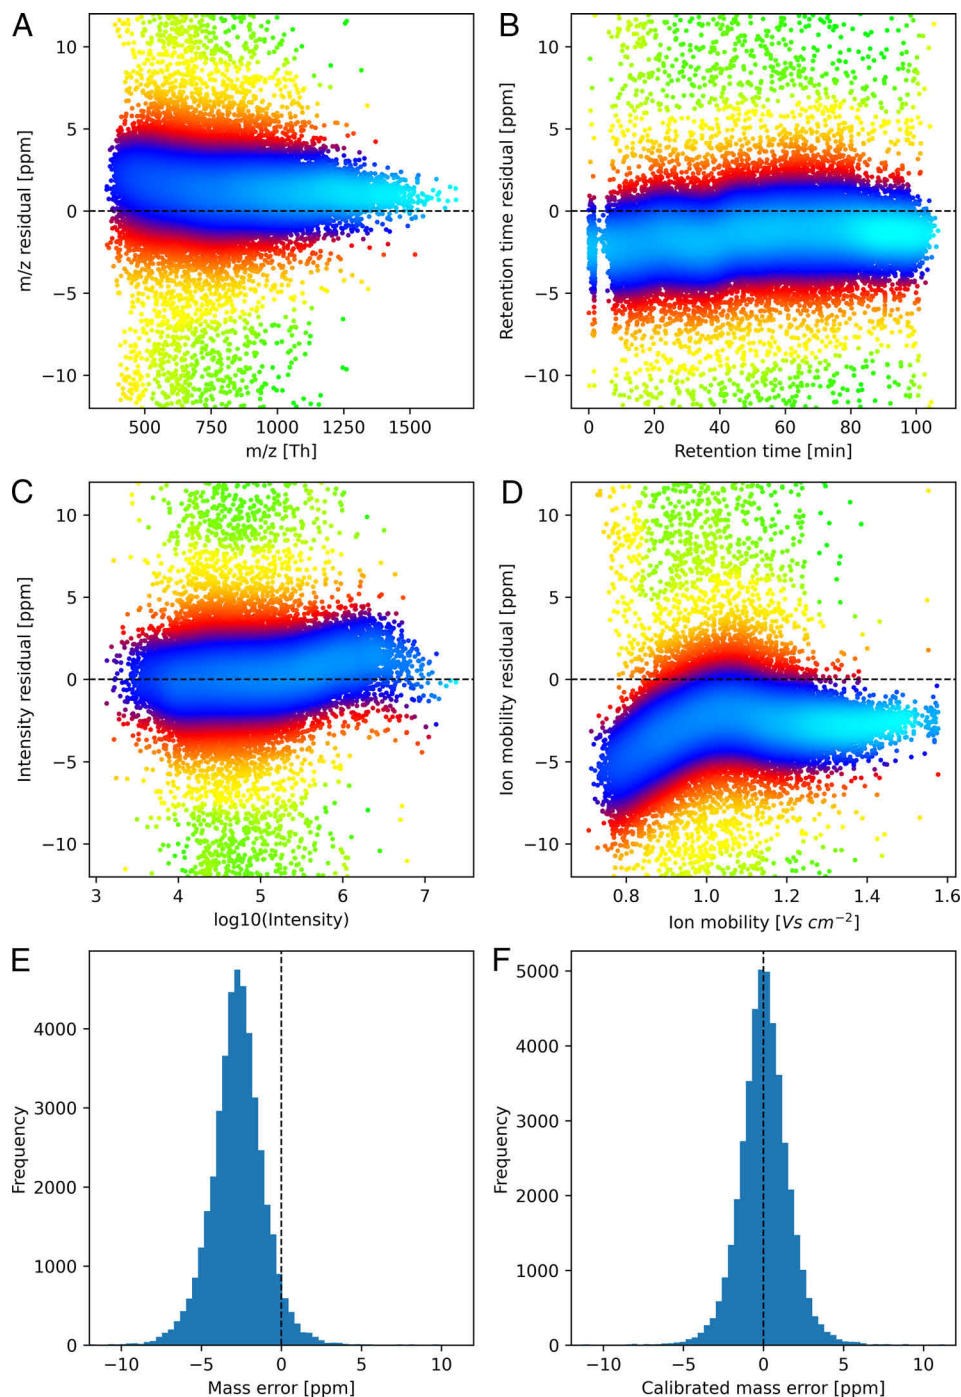 A
B
10
5
0
−5
−10
m/z residual [ppm]
500 750 1000 1250 1500
m/z [Th]
10
5
0
−5
−10
Retention time residual [ppm]
0 20 40 60 80 100
Retention time [min]
C
D
10
5
0
−5
−10
Intensity residual [ppm]
3 4 5 6 7
log10(Intensity)
10
5
0
−5
−10
Ion mobility residual [ppm]
0.8 1.0 1.2 1.4 1.6
Ion mobility [Vs cm−2]
E
F
4000
3000
2000
1000
0
Frequency
−10 −5 0 5 10
Mass error [ppm]
5000
4000
3000
2000
1000
0
Frequency
−10 −5 0 5 10
Calibrated mass error [ppm]